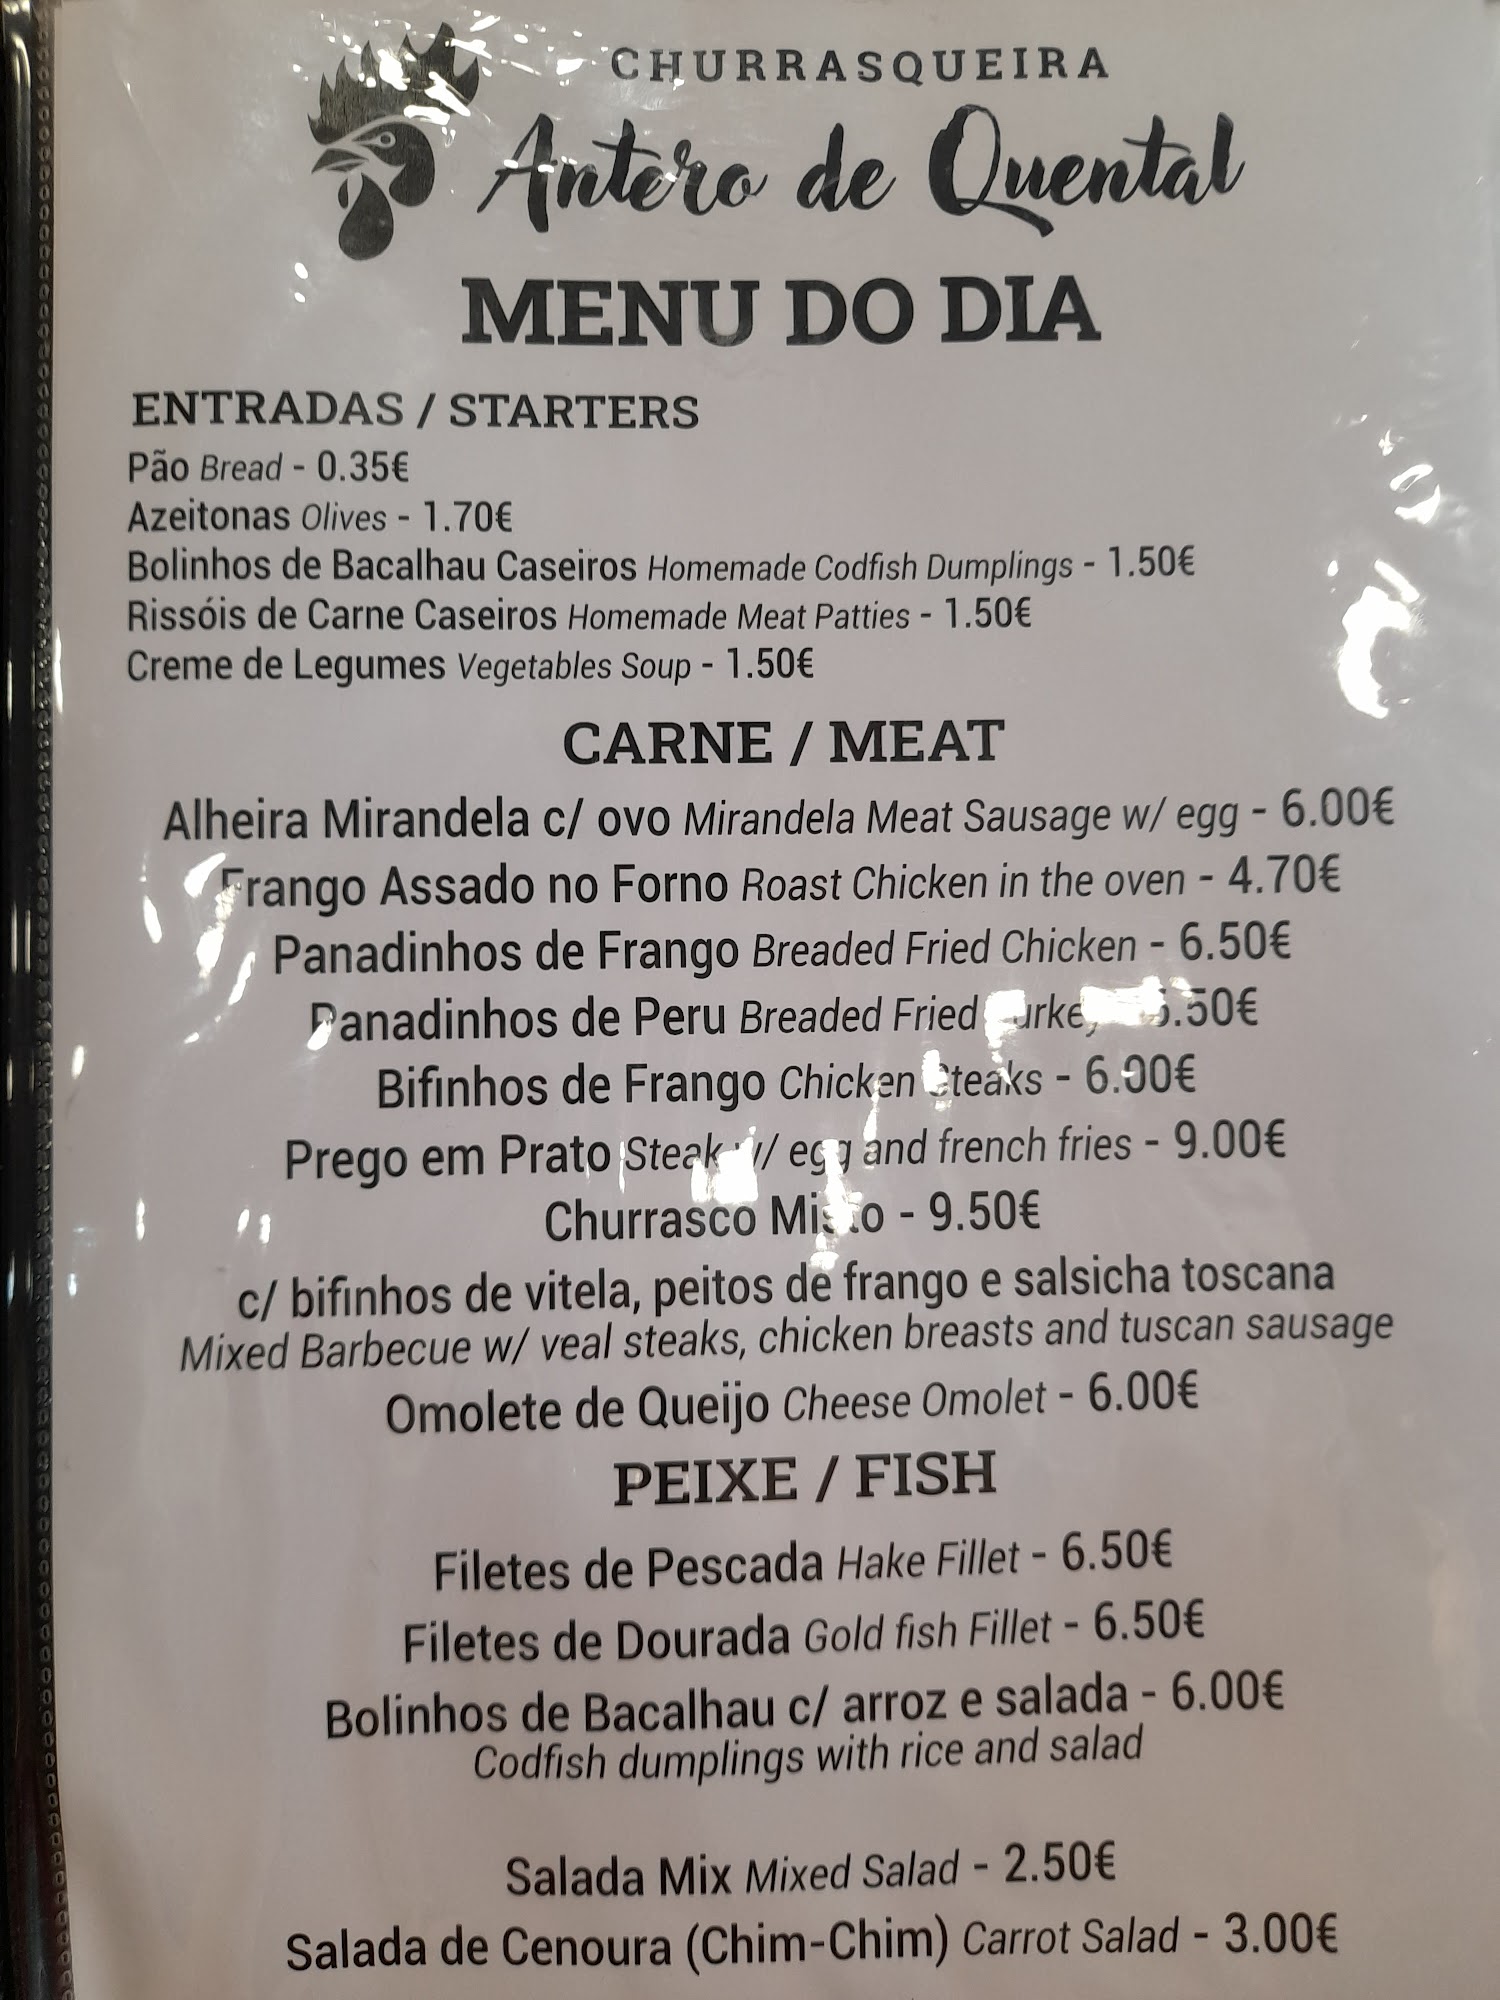 CHURRASQUEIRA
Antero de Quental
MENU DO DIA
ENTRADAS / STARTERS
Pão Bread - 0.35€
Azeitonas Olives - 1.70€
Bolinhos de Bacalhau Caseiros Homemade Codfish Dumplings - 1.50€
Rissóis de Carne Caseiros Homemade Meat Patties - 1.50€
Creme de Legumes Vegetables Soup - 1.50€
CARNE / MEAT
Alheira Mirandela c/ ovo Mirandela Meat Sausage w/ egg - 6.00€
Frango Assado no Forno Roast Chicken in the oven - 4.70€
Panadinhos de Frango Breaded Fried Chicken - 6.50€
Panadinhos de Peru Breaded Fried Turkey
Bifinhos de Frango Chicken Steaks - 6.00€
Prego em Prato Steak w/ egg and french fries - 9.00€
Churrasco Misto - 9.50€
c/ bifinhos de vitela, peitos de frango e salsicha toscana
Mixed Barbecue w/ veal steaks, chicken breasts and tuscan sausage
Omolete de Queijo Cheese Omolet - 6.00€
PEIXE / FISH
Filetes de Pescada Hake Fillet - 6.50€
Filetes de Dourada Gold fish Fillet - 6.50€
Bolinhos de Bacalhau c/ arroz e salada - 6.00€
Codfish dumplings with rice and salad
Salada Mix Mixed Salad - 2.50€
Salada de Cenoura (Chim-Chim) Carrot Salad - 3.00€